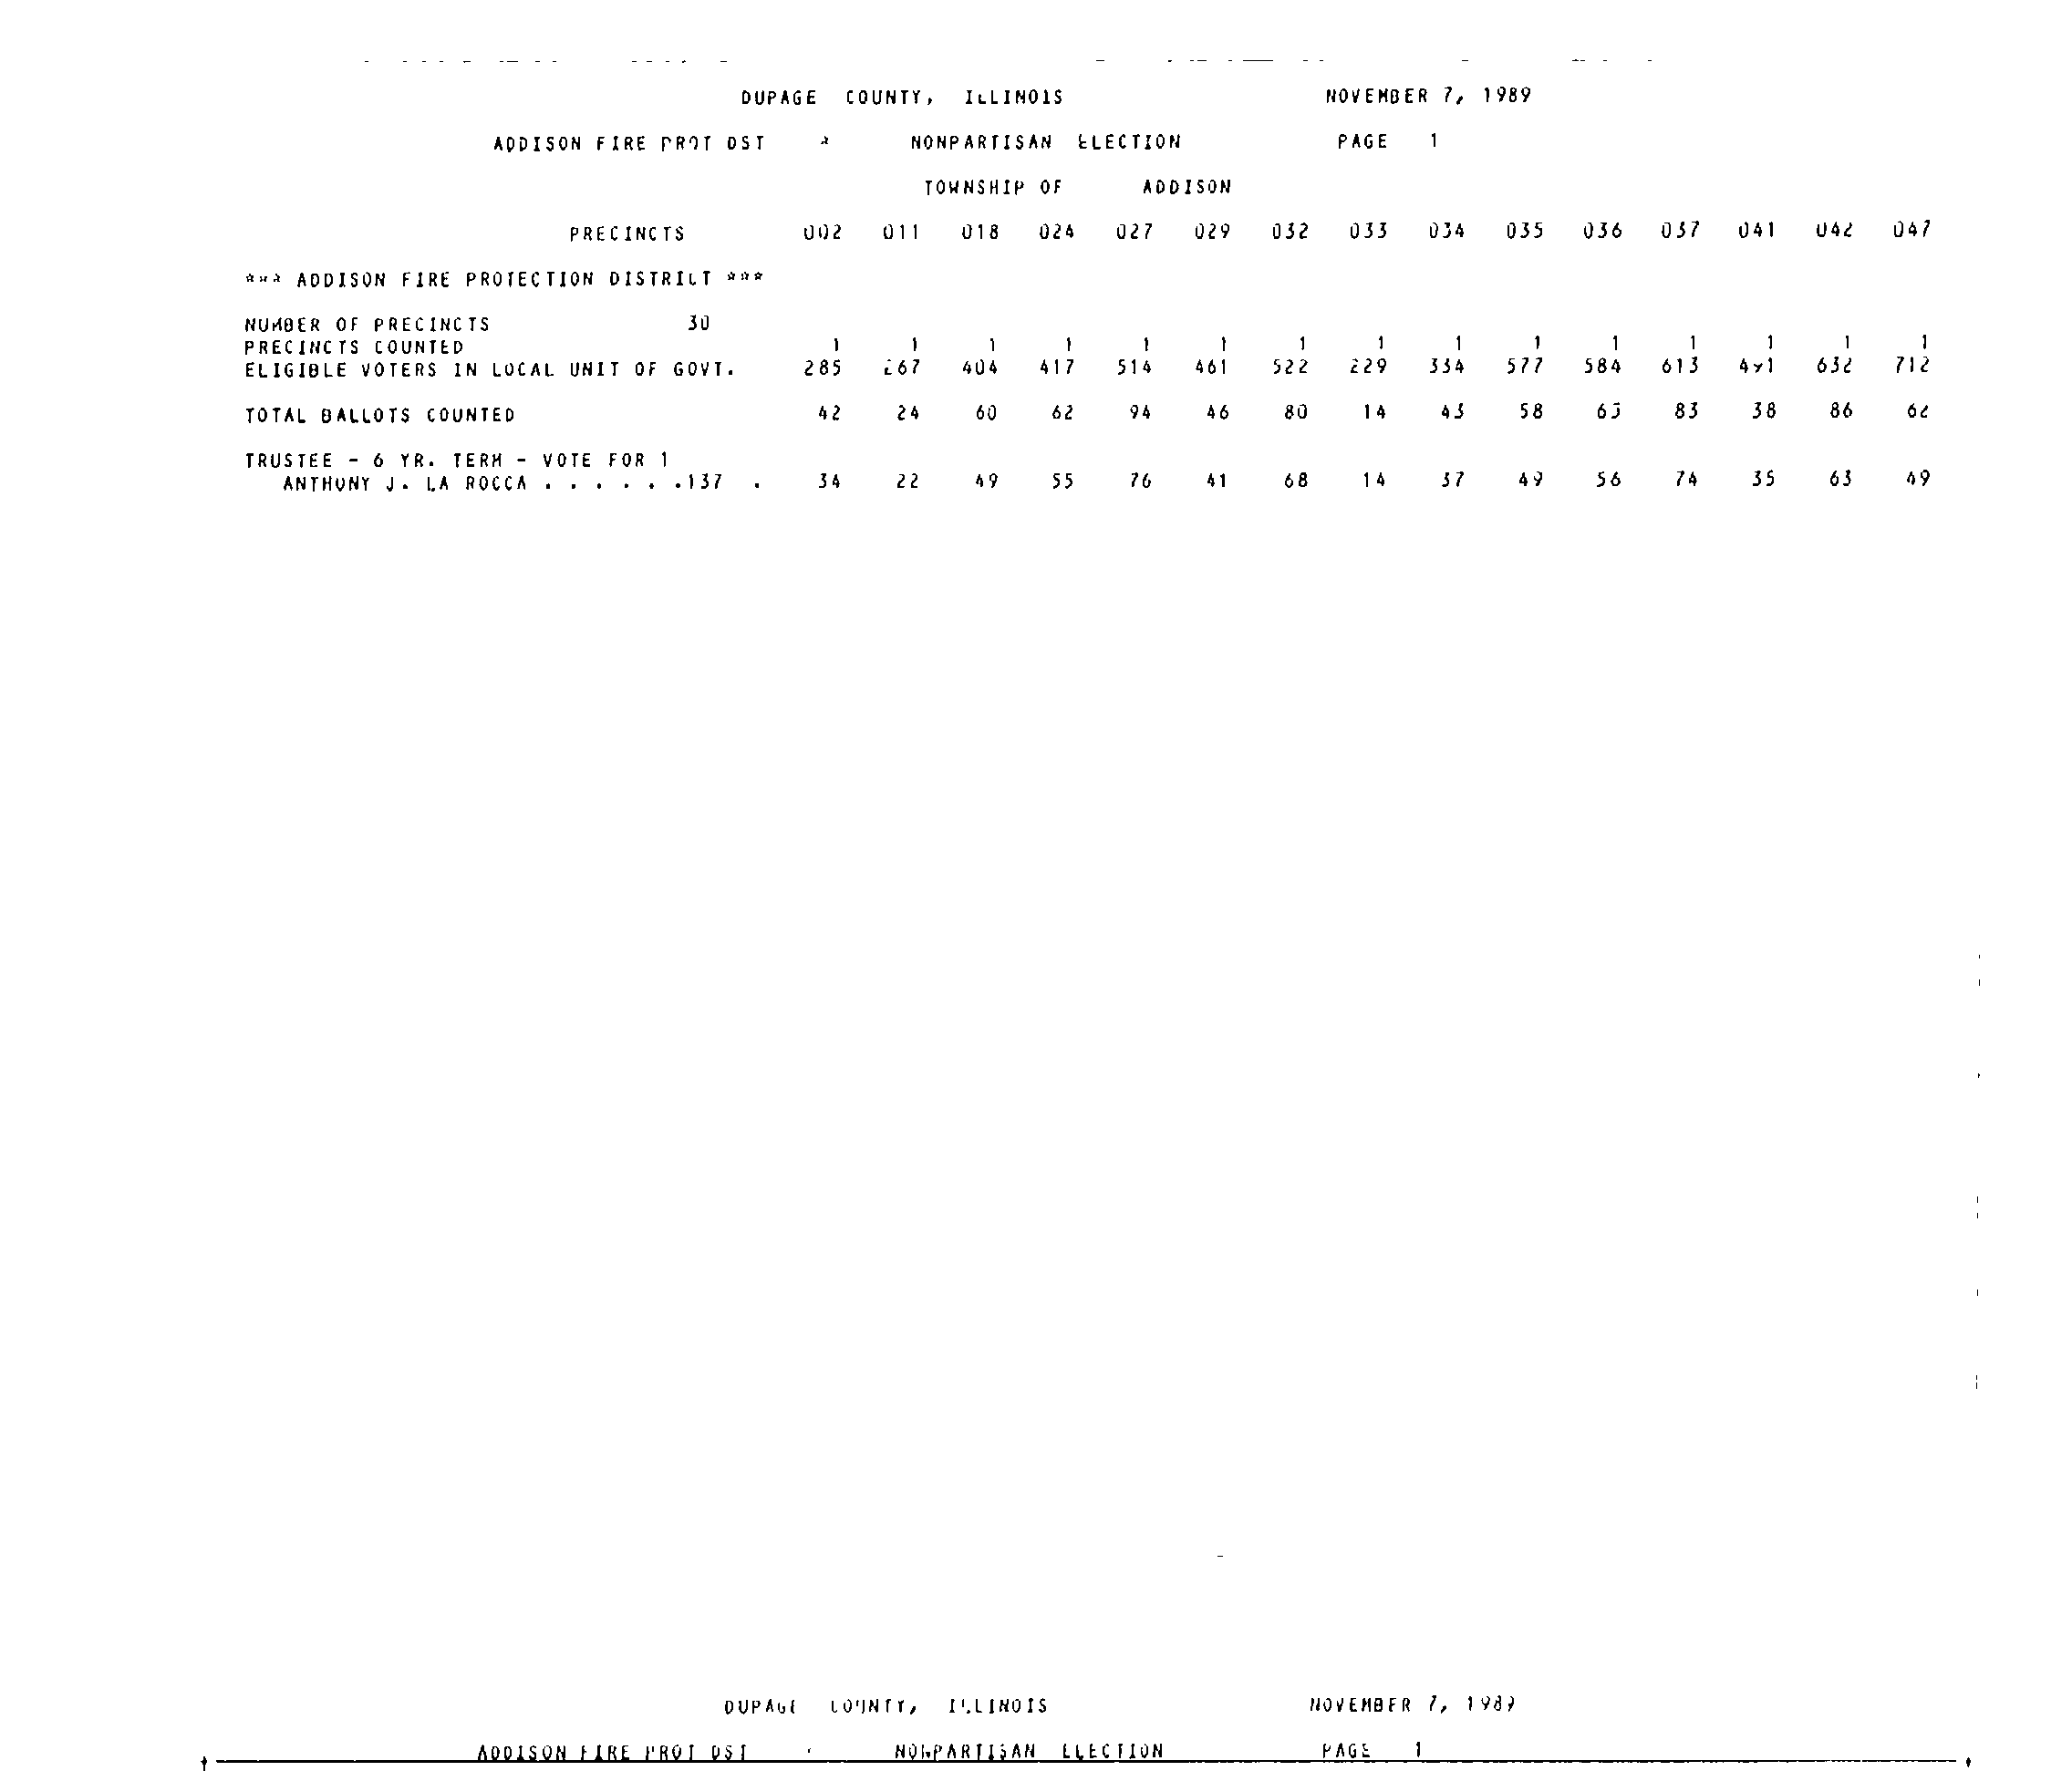 DUPAGE COUNTY, ILLINOIS NOVEMBER 7, 1989
ADDISON FIRE PROT DST * NONPARTISAN ELECTION PAGE 1
TOWNSHIP OF ADDISON
PRECINCTS 002 011 018 024 027 029 032 033 034 035 036 037 041 042 047
*** ADDISON FIRE PROTECTION DISTRICT ***
NUMBER OF PRECINCTS 30
PRECINCTS COUNTED 1 1 1 1 1 1 1 1 1 1 1 1 1 1 1
ELIGIBLE VOTERS IN LOCAL UNIT OF GOVT. 285 267 404 417 514 461 522 229 334 577 584 613 491 632 712
TOTAL BALLOTS COUNTED 42 24 60 62 94 46 80 14 43 58 63 83 38 86 62
TRUSTEE - 6 YR. TERM - VOTE FOR 1
ANTHONY J. LA ROCCA . . . . . .137 . 34 22 49 55 76 41 68 14 37 49 56 74 35 63 49
DUPAGE COUNTY, ILLINOIS NOVEMBER 7, 1989
ADDISON FIRE PROT DST NONPARTISAN ELECTION PAGE 1